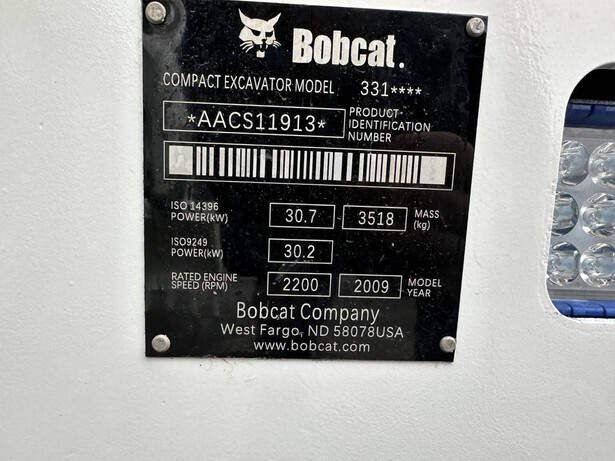 Bobcat.
COMPACT EXCAVATOR MODEL 331****
*AACS11913* PRODUCT
IDENTIFICATION
NUMBER
ISO 14396
POWER(kW) 30.7 3518 MASS
(kg)
ISO9249
POWER(kW) 30.2
RATED ENGINE
SPEED (RPM) 2200 2009 MODEL
YEAR
Bobcat Company
West Fargo, ND 58078USA
www.bobcat.com